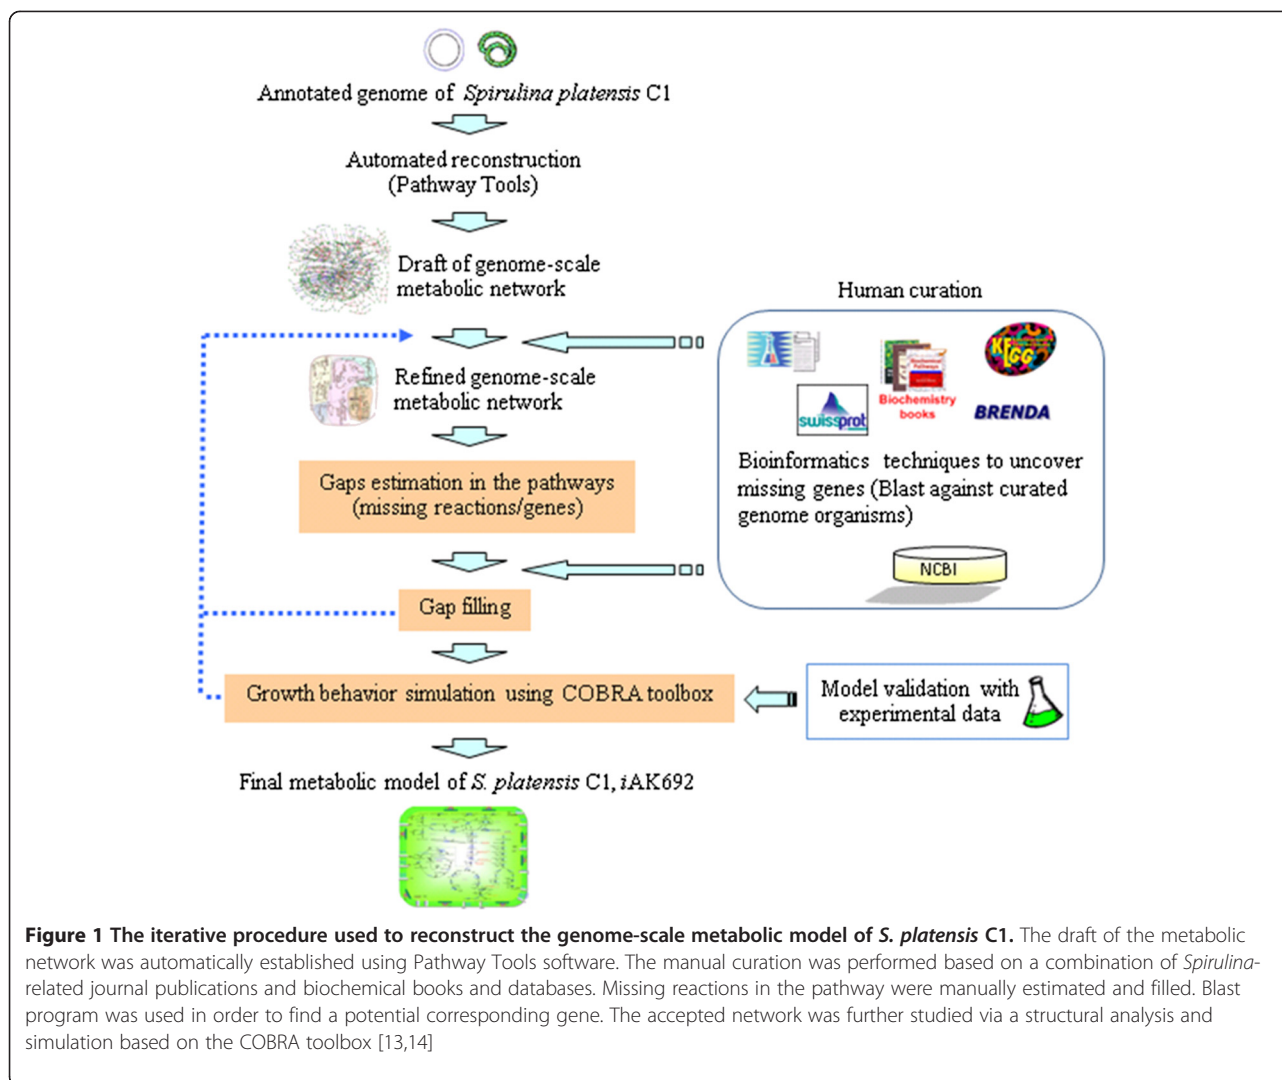 Annotated genome of Spirulina platensis C1
Automated reconstruction
(Pathway Tools)
Draft of genome-scale
metabolic network
Human curation
Refined genome-scale
metabolic network
KEGG
Biochemical
Pathways
Biochemistry
books
swissprot
BRENDA
Bioinformatics techniques to uncover
missing genes (Blast against curated
genome organisms)
NCBI
Gaps estimation in the pathways
(missing reactions/genes)
Gap filling
Growth behavior simulation using COBRA toolbox
Model validation with
experimental data
Final metabolic model of S. platensis C1, iAK692
Figure 1 The iterative procedure used to reconstruct the genome-scale metabolic model of S. platensis C1. The draft of the metabolic
network was automatically established using Pathway Tools software. The manual curation was performed based on a combination of Spirulina-
related journal publications and biochemical books and databases. Missing reactions in the pathway were manually estimated and filled. Blast
program was used in order to find a potential corresponding gene. The accepted network was further studied via a structural analysis and
simulation based on the COBRA toolbox [13,14]